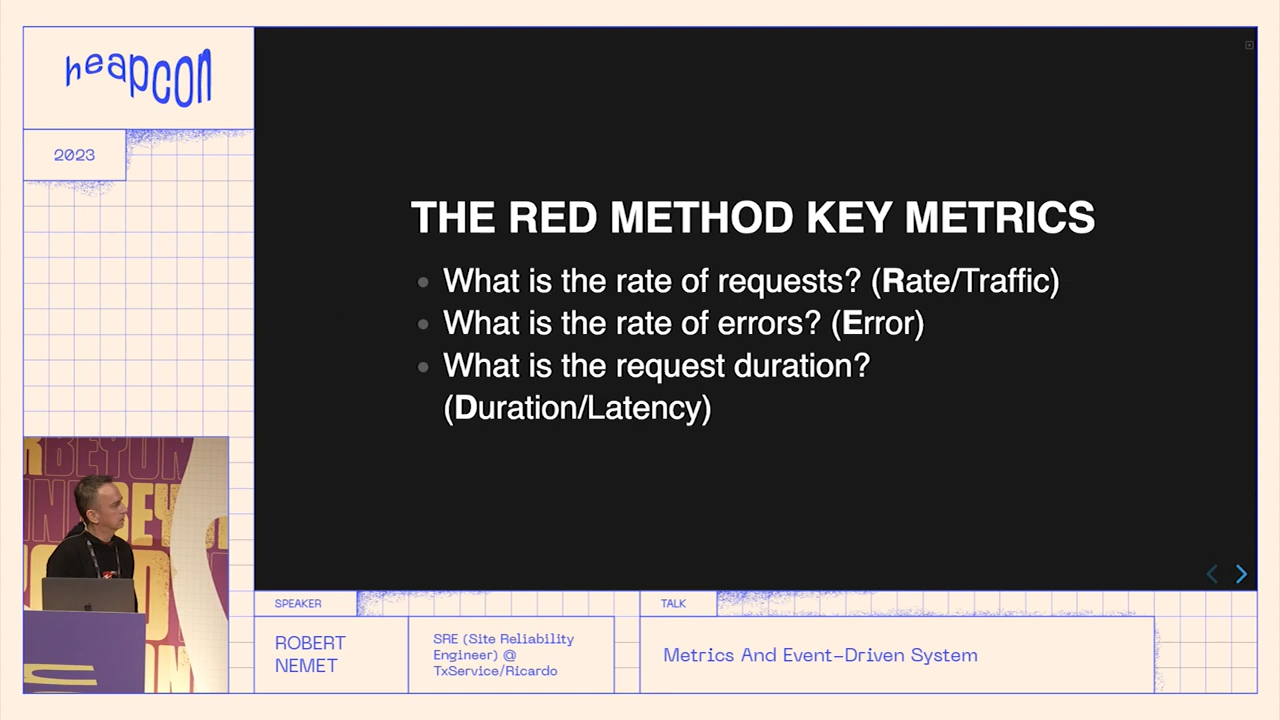 heapcon
2023
THE RED METHOD KEY METRICS
What is the rate of requests? (Rate/Traffic)
What is the rate of errors? (Error)
What is the request duration?
(Duration/Latency)
SPEAKER
ROBERT
NEMET
SRE (Site Reliability
Engineer) @
TxService/Ricardo
TALK
Metrics And Event-Driven System